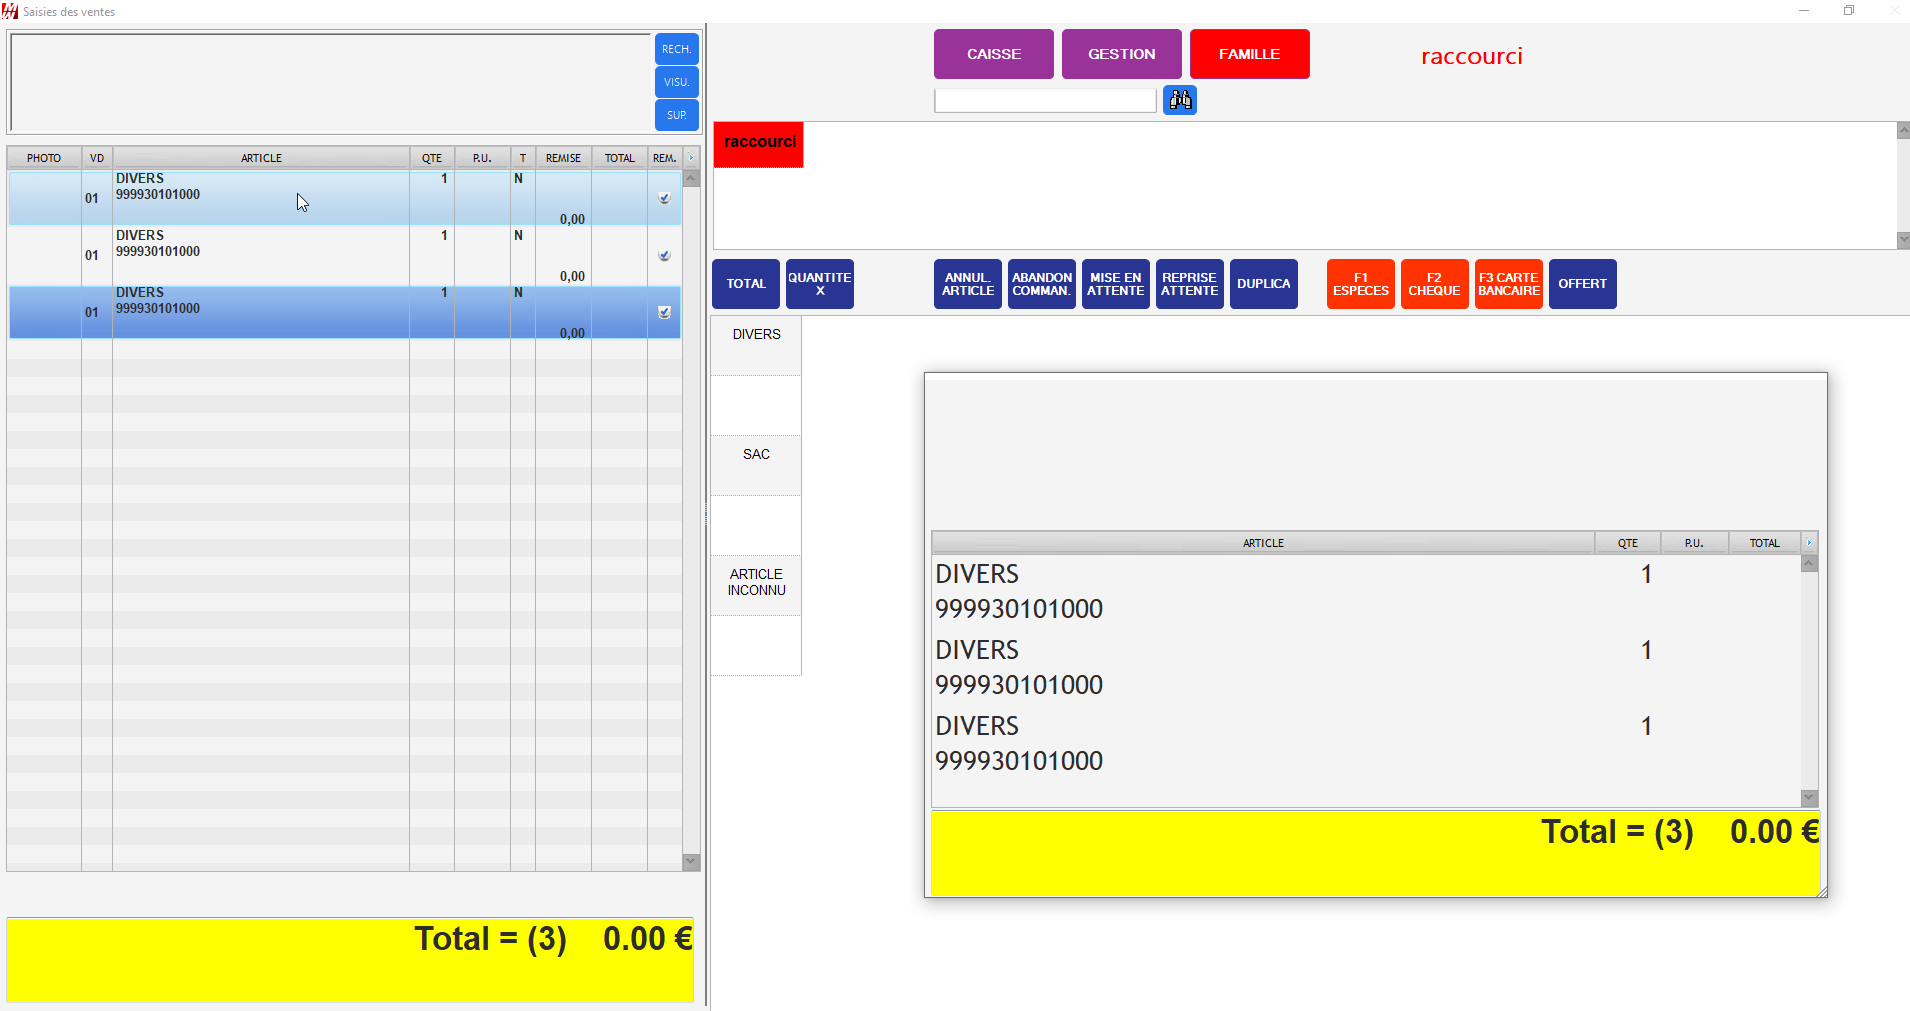 Saisies des ventes
RECH.
VISU.
SUP.
CAISSE
GESTION
FAMILLE
raccourci
raccourci
PHOTO VD ARTICLE QTE P.U. T REMISE TOTAL REM.
DIVERS 1 N
999930101000
01
0,00
DIVERS 1 N
999930101000
01
0,00
DIVERS 1 N
999930101000
01
0,00
Total = (3) 0.00 €
TOTAL
QUANTITE
X
ANNUL.
ARTICLE
ABANDON
COMMAN.
MISE EN
ATTENTE
REPRISE
ATTENTE
DUPLICA
F1
ESPECES
F2
CHEQUE
F3 CARTE
BANCAIRE
OFFERT
DIVERS
SAC
ARTICLE
INCONNU
ARTICLE QTE P.U. TOTAL
DIVERS 1
999930101000
DIVERS 1
999930101000
DIVERS 1
999930101000
Total = (3) 0.00 €